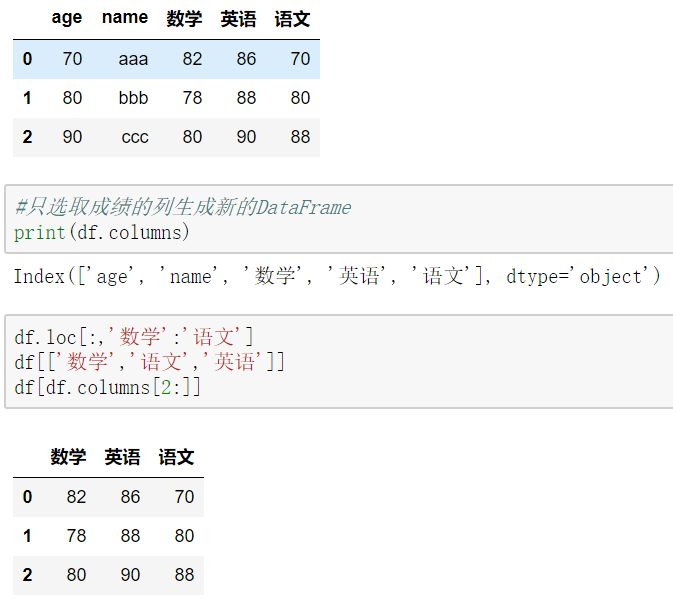 age name 数学 英语 语文
0 70 aaa 82 86 70
1 80 bbb 78 88 80
2 90 ccc 80 90 88
#只选取成绩的列生成新的DataFrame
print(df.columns)
Index(['age', 'name', '数学', '英语', '语文'], dtype='object')
df.loc[:,'数学':'语文']
df[['数学','语文','英语']]
df[df.columns[2:]]
数学 英语 语文
0 82 86 70
1 78 88 80
2 80 90 88